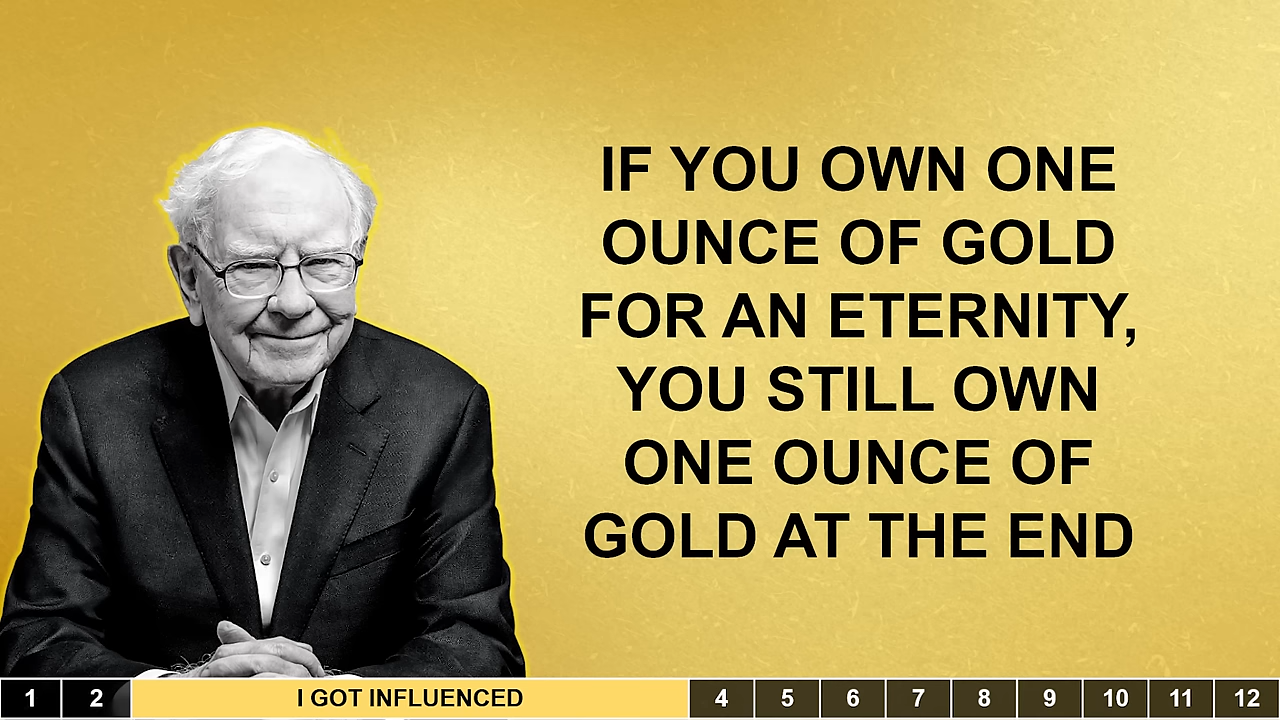 IF YOU OWN ONE
OUNCE OF GOLD
FOR AN ETERNITY,
YOU STILL OWN
ONE OUNCE OF
GOLD AT THE END
1 2 I GOT INFLUENCED 4 5 6 7 8 9 10 11 12